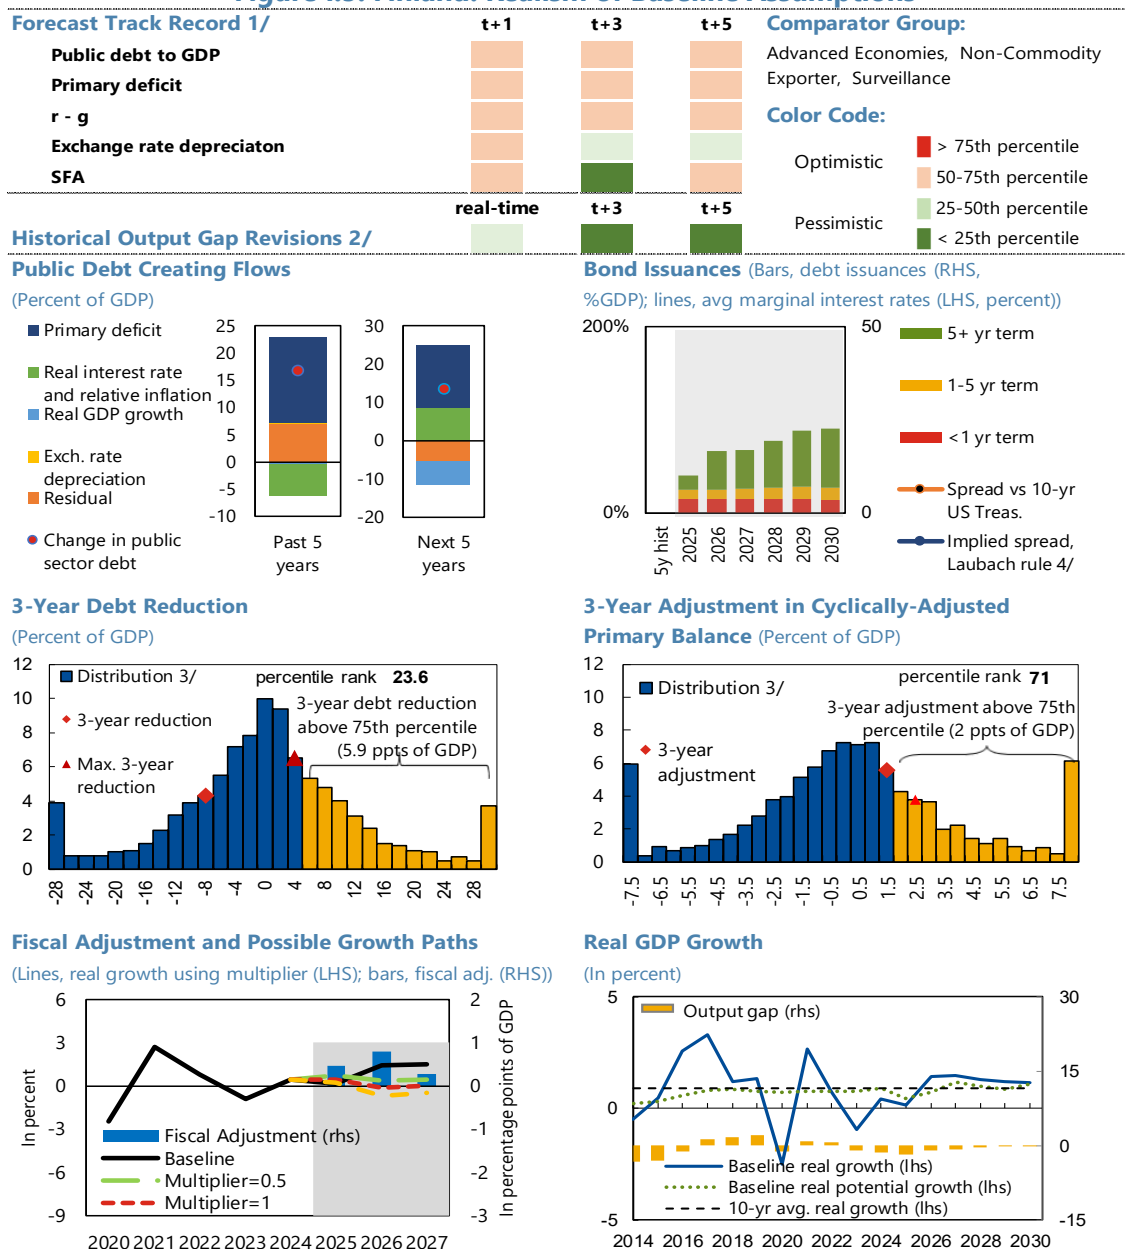 Forecast Track Record 1/ t+1 t+3 t+5
Public debt to GDP
Primary deficit
r - g
Exchange rate depreciaton
SFA
real-time t+3 t+5
Historical Output Gap Revisions 2/
Comparator Group:
Advanced Economies, Non-Commodity
Exporter, Surveillance
Color Code:
Optimistic
> 75th percentile
50-75th percentile
Pessimistic
25-50th percentile
< 25th percentile
Public Debt Creating Flows
(Percent of GDP)
Primary deficit
Real interest rate
and relative inflation
Real GDP growth
Exch. rate
depreciation
Residual
Change in public
sector debt
25
20
15
10
5
0
-5
-10
Past 5
years
30
20
10
0
-10
-20
Next 5
years
Bond Issuances (Bars, debt issuances (RHS,
%GDP); lines, avg marginal interest rates (LHS, percent))
200%
0%
50
0
5y hist 2025 2026 2027 2028 2029 2030
5+ yr term
1-5 yr term
<1 yr term
Spread vs 10-yr
US Treas.
Implied spread,
Laubach rule 4/
3-Year Debt Reduction
(Percent of GDP)
12
10
8
6
4
2
0
Distribution 3/
3-year reduction
Max. 3-year
reduction
percentile rank 23.6
3-year debt reduction
above 75th percentile
(5.9 ppts of GDP)
-28 -24 -20 -16 -12 -8 -4 0 4 8 12 16 20 24 28
3-Year Adjustment in Cyclically-Adjusted
Primary Balance (Percent of GDP)
12
10
8
6
4
2
0
Distribution 3/
3-year
adjustment
percentile rank 71
3-year adjustment above 75th
percentile (2 ppts of GDP)
-7.5 -6.5 -5.5 -4.5 -3.5 -2.5 -1.5 -0.5 0.5 1.5 2.5 3.5 4.5 5.5 6.5 7.5
Fiscal Adjustment and Possible Growth Paths
(Lines, real growth using multiplier (LHS); bars, fiscal adj. (RHS))
In percent
6
3
0
-3
-6
-9
2
1
0
-1
-2
-3
In percentage points of GDP
Fiscal Adjustment (rhs)
Baseline
Multiplier=0.5
Multiplier=1
2020 2021 2022 2023 2024 2025 2026 2027
Real GDP Growth
(In percent)
5
0
-5
30
15
0
-15
Output gap (rhs)
Baseline real growth (lhs)
Baseline real potential growth (lhs)
10-yr avg. real growth (lhs)
2014 2016 2018 2020 2022 2024 2026 2028 2030